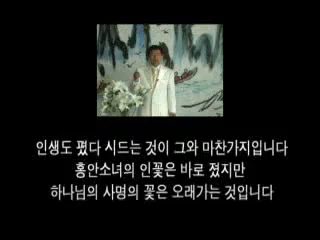 인생도 폈다 시드는 것이 그와 마찬가지입니다
홍안소녀의 인꽃은 바로 졌지만
하나님의 사명의 꽃은 오래가는 것입니다